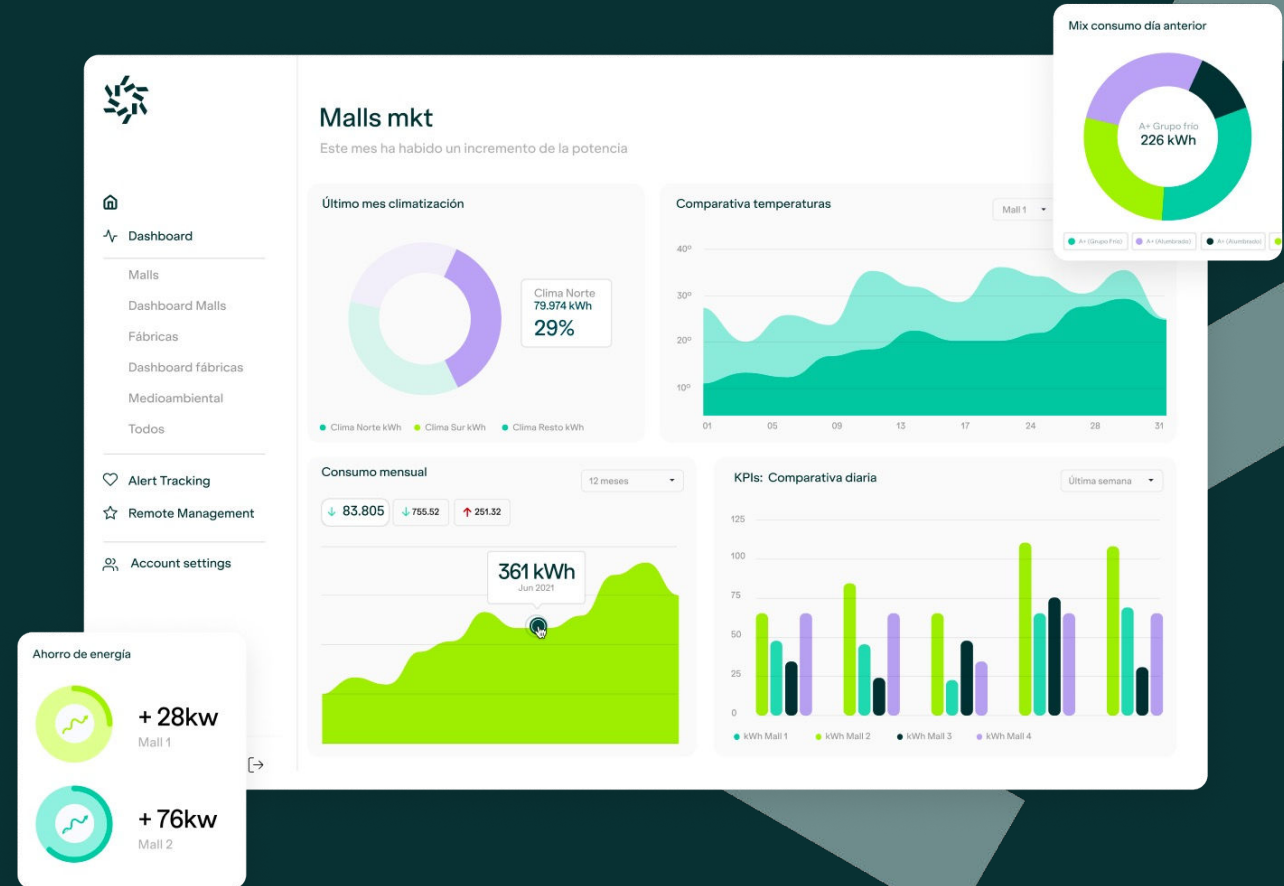 Mix consumo día anterior
A+ Grupo frío
226 kWh
A+ (Grupo Frío)
A+ (Alumbrado)
A+ (Alumbrado)
Malls mkt
Este mes ha habido un incremento de la potencia
Dashboard
Malls
Dashboard Malls
Fábricas
Dashboard fábricas
Medioambiental
Todos
Alert Tracking
Remote Management
Account settings
Último mes climatización
Clima Norte
79.974 kWh
29%
Clima Norte kWh
Clima Sur kWh
Clima Resto kWh
Comparativa temperaturas
Mall 1
40º
30º
20º
10º
01 05 09 13 17 24 28 31
Consumo mensual
12 meses
83.805
755.52
251.32
361 kWh
Jun 2021
KPIs: Comparativa diaria
Última semana
125
100
75
50
25
0
kWh Mall 1
kWh Mall 2
kWh Mall 3
kWh Mall 4
Ahorro de energía
+ 28kw
Mall 1
+ 76kw
Mall 2